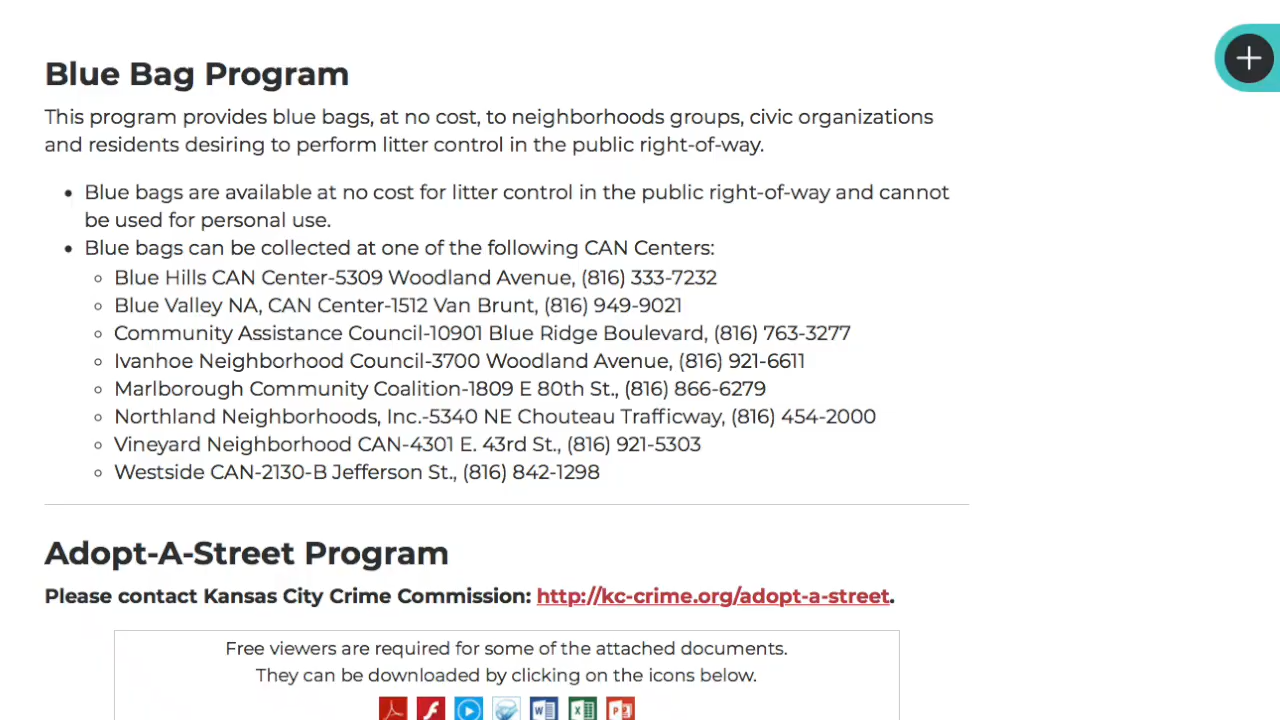 Blue Bag Program
This program provides blue bags, at no cost, to neighborhoods groups, civic organizations
and residents desiring to perform litter control in the public right-of-way.
• Blue bags are available at no cost for litter control in the public right-of-way and cannot
be used for personal use.
• Blue bags can be collected at one of the following CAN Centers:
◦ Blue Hills CAN Center-5309 Woodland Avenue, (816) 333-7232
◦ Blue Valley NA, CAN Center-1512 Van Brunt, (816) 949-9021
◦ Community Assistance Council-10901 Blue Ridge Boulevard, (816) 763-3277
◦ Ivanhoe Neighborhood Council-3700 Woodland Avenue, (816) 921-6611
◦ Marlborough Community Coalition-1809 E 80th St., (816) 866-6279
◦ Northland Neighborhoods, Inc.-5340 NE Chouteau Trafficway, (816) 454-2000
◦ Vineyard Neighborhood CAN-4301 E. 43rd St., (816) 921-5303
◦ Westside CAN-2130-B Jefferson St., (816) 842-1298
Adopt-A-Street Program
Please contact Kansas City Crime Commission: http://kc-crime.org/adopt-a-street.
Free viewers are required for some of the attached documents.
They can be downloaded by clicking on the icons below.